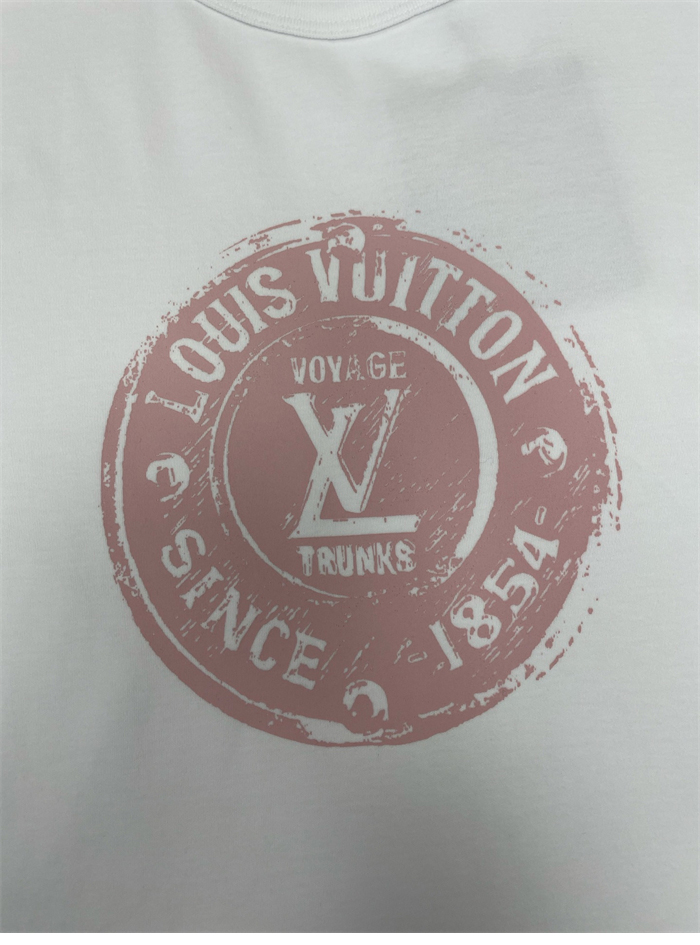 LOUIS VUITTON
VOYAGE
LV
TRUNKS
SINCE 1854-